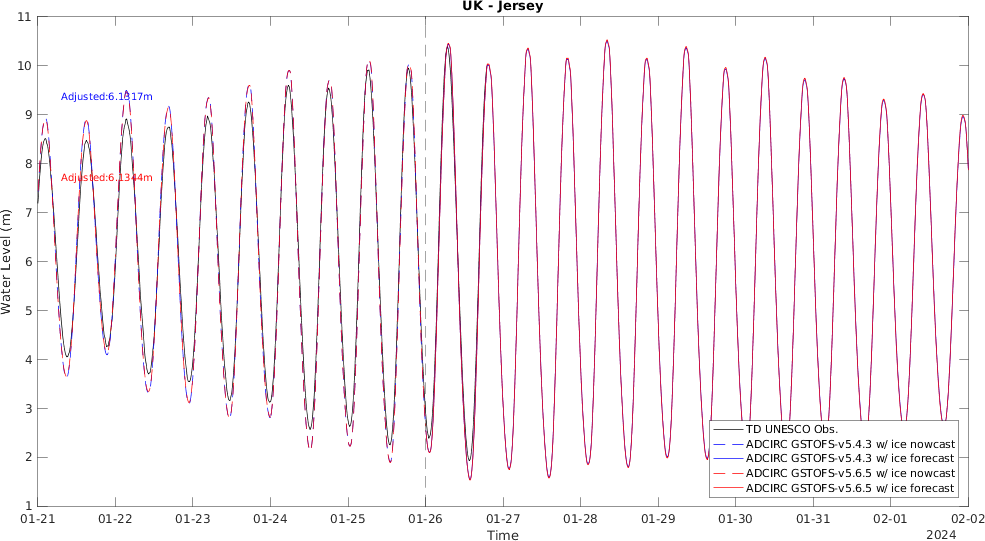 UK - Jersey
11
10
9
8
7
6
5
4
3
2
1
Water Level (m)
Adjusted:6.1317m
Adjusted:6.1344m
TD UNESCO Obs.
ADCIRC GSTOFS-v5.4.3 w/ ice nowcast
ADCIRC GSTOFS-v5.4.3 w/ ice forecast
ADCIRC GSTOFS-v5.6.5 w/ ice nowcast
ADCIRC GSTOFS-v5.6.5 w/ ice forecast
01-21 01-22 01-23 01-24 01-25 01-26 01-27 01-28 01-29 01-30 01-31 02-01 02-02
Time
2024